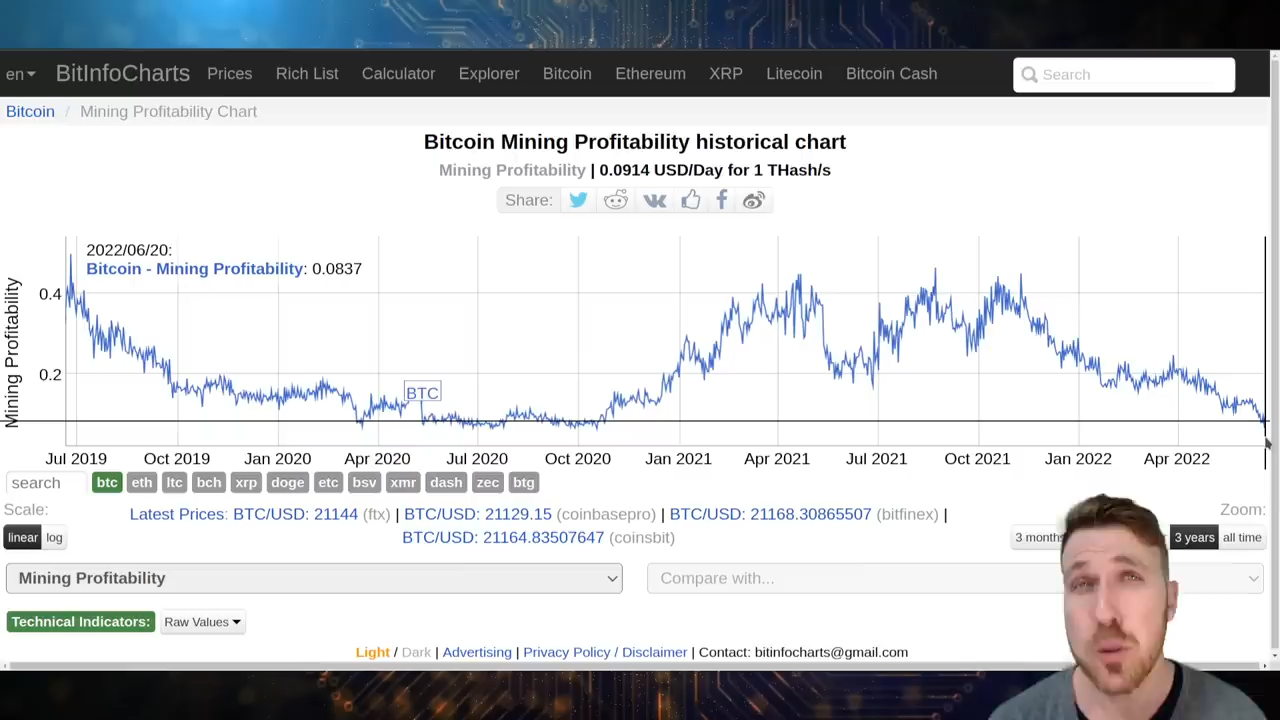 en
BitInfoCharts Prices Rich List Calculator Explorer Bitcoin Ethereum XRP Litecoin Bitcoin Cash Search
Bitcoin / Mining Profitability Chart
Bitcoin Mining Profitability historical chart
Mining Profitability | 0.0914 USD/Day for 1 THash/s
Share:
2022/06/20:
Bitcoin - Mining Profitability: 0.0837
Mining Profitability
0.4
0.2
BTC
Jul 2019 Oct 2019 Jan 2020 Apr 2020 Jul 2020 Oct 2020 Jan 2021 Apr 2021 Jul 2021 Oct 2021 Jan 2022 Apr 2022
search btc eth ltc bch xrp doge etc bsv xmr dash zec btg
Scale:
linear log
Latest Prices: BTC/USD: 21144 (ftx) | BTC/USD: 21129.15 (coinbasepro) | BTC/USD: 21168.30865507 (bitfinex) |
BTC/USD: 21164.83507647 (coinsbit)
Zoom:
3 months 3 years all time
Mining Profitability
Compare with...
Technical Indicators: Raw Values
Light / Dark | Advertising | Privacy Policy / Disclaimer | Contact: bitinfocharts@gmail.com